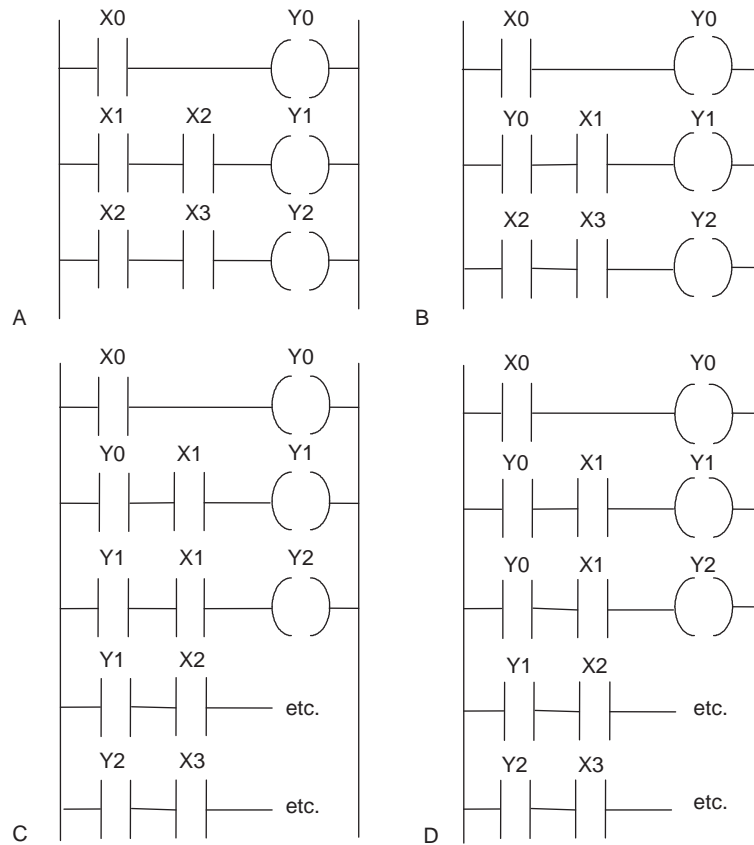 X0 Y0
X1 X2 Y1
X2 X3 Y2
A
X0 Y0
Y0 X1 Y1
X2 X3 Y2
B
X0 Y0
Y0 X1 Y1
Y1 X1 Y2
Y1 X2
etc.
Y2 X3
etc.
C
X0 Y0
Y0 X1 Y1
Y0 X1 Y2
Y1 X2
etc.
Y2 X3
etc.
D